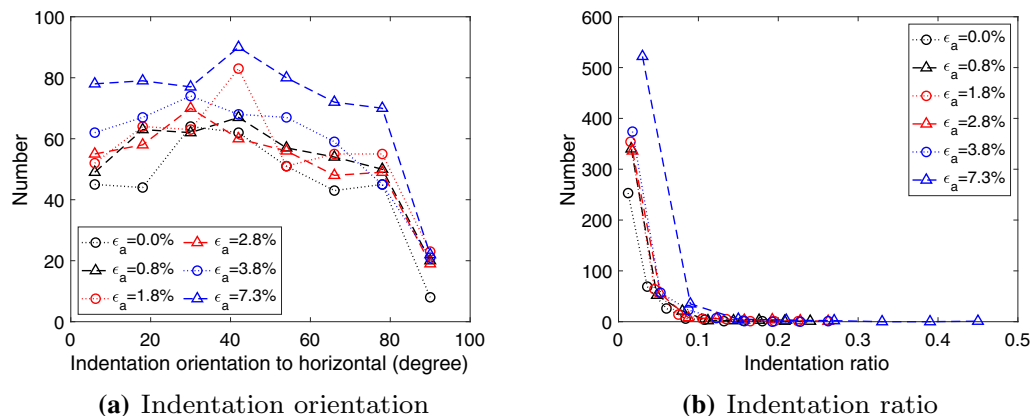 100
80
60
40
20
0
Number
ϵa=0.0%
ϵa=0.8%
ϵa=1.8%
ϵa=2.8%
ϵa=3.8%
ϵa=7.3%
0 20 40 60 80 100
Indentation orientation to horizontal (degree)
(a) Indentation orientation
600
500
400
300
200
100
0
Number
ϵa=0.0%
ϵa=0.8%
ϵa=1.8%
ϵa=2.8%
ϵa=3.8%
ϵa=7.3%
0 0.1 0.2 0.3 0.4 0.5
Indentation ratio
(b) Indentation ratio